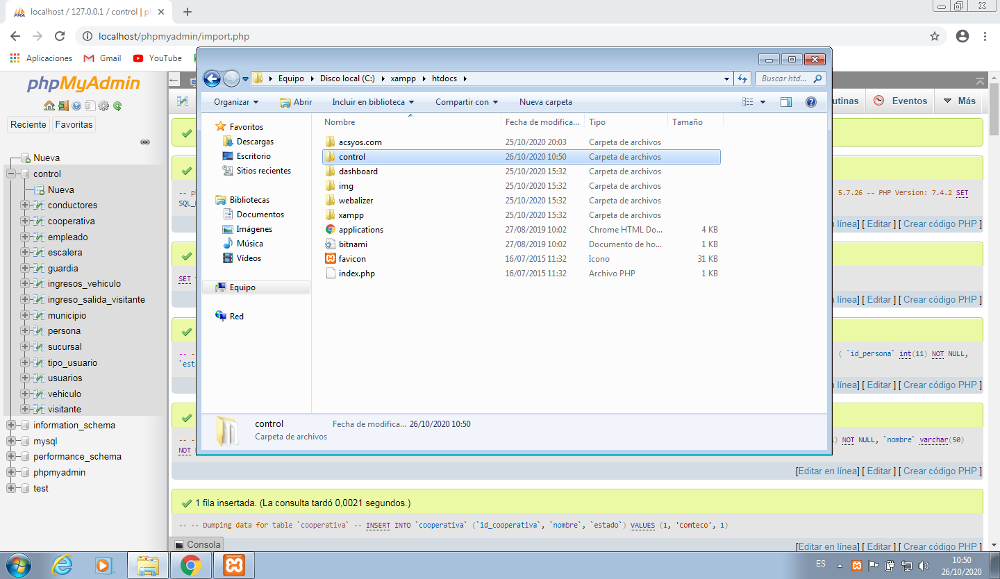 localhost / 127.0.0.1 / control | pl
localhost/phpmyadmin/import.php
Aplicaciones Gmail YouTube
phpMyAdmin
Reciente Favoritas
Nueva
control
Nueva
conductores
cooperativa
empleado
escalera
guardia
ingresos_vehiculo
ingreso_salida_visitante
municipio
persona
sucursal
tipo_usuario
usuarios
vehiculo
visitante
information_schema
mysql
performance_schema
phpmyadmin
test
Equipo Disco local (C:) xampp htdocs
Buscar htd...
Organizar Abrir Incluir en biblioteca Compartir con Nueva carpeta
Favoritos
Descargas
Escritorio
Sitios recientes
Bibliotecas
Documentos
Imágenes
Música
Vídeos
Equipo
Red
Nombre Fecha de modifica... Tipo Tamaño
acsyos.com 25/10/2020 20:03 Carpeta de archivos
control 26/10/2020 10:50 Carpeta de archivos
dashboard 25/10/2020 15:32 Carpeta de archivos
img 25/10/2020 15:32 Carpeta de archivos
webalizer 25/10/2020 15:32 Carpeta de archivos
xampp 25/10/2020 15:32 Carpeta de archivos
applications 27/08/2019 10:02 Chrome HTML Do... 4 KB
bitnami 27/08/2019 10:02 Documento de ho... 1 KB
favicon 16/07/2015 11:32 Icono 31 KB
index.php 16/07/2015 11:32 Archivo PHP 1 KB
control Fecha de modifica... 26/10/2020 10:50
Carpeta de archivos
utinas Eventos Más
-- p
SQL_
5.7.26 -- PHP Version: 7.4.2 SET
n línea] [ Editar ] [ Crear código PHP ]
SET
n línea] [ Editar ] [ Crear código PHP ]
-- -
`est
( `id_persona` int(11) NOT NULL,
n línea] [ Editar ] [ Crear código PHP ]
-- -
NOT
) NOT NULL, `nombre` varchar(50)
[Editar en línea] [ Editar ] [ Crear código PHP ]
1 fila insertada. (La consulta tardó 0,0021 segundos.)
-- -- Dumping data for table `cooperativa` -- INSERT INTO `cooperativa` (`id_cooperativa`, `nombre`, `estado`) VALUES (1, 'Comteco', 1)
[Editar en línea] [ Editar ] [ Crear código PHP ]
Consola
ES
10:50
26/10/2020